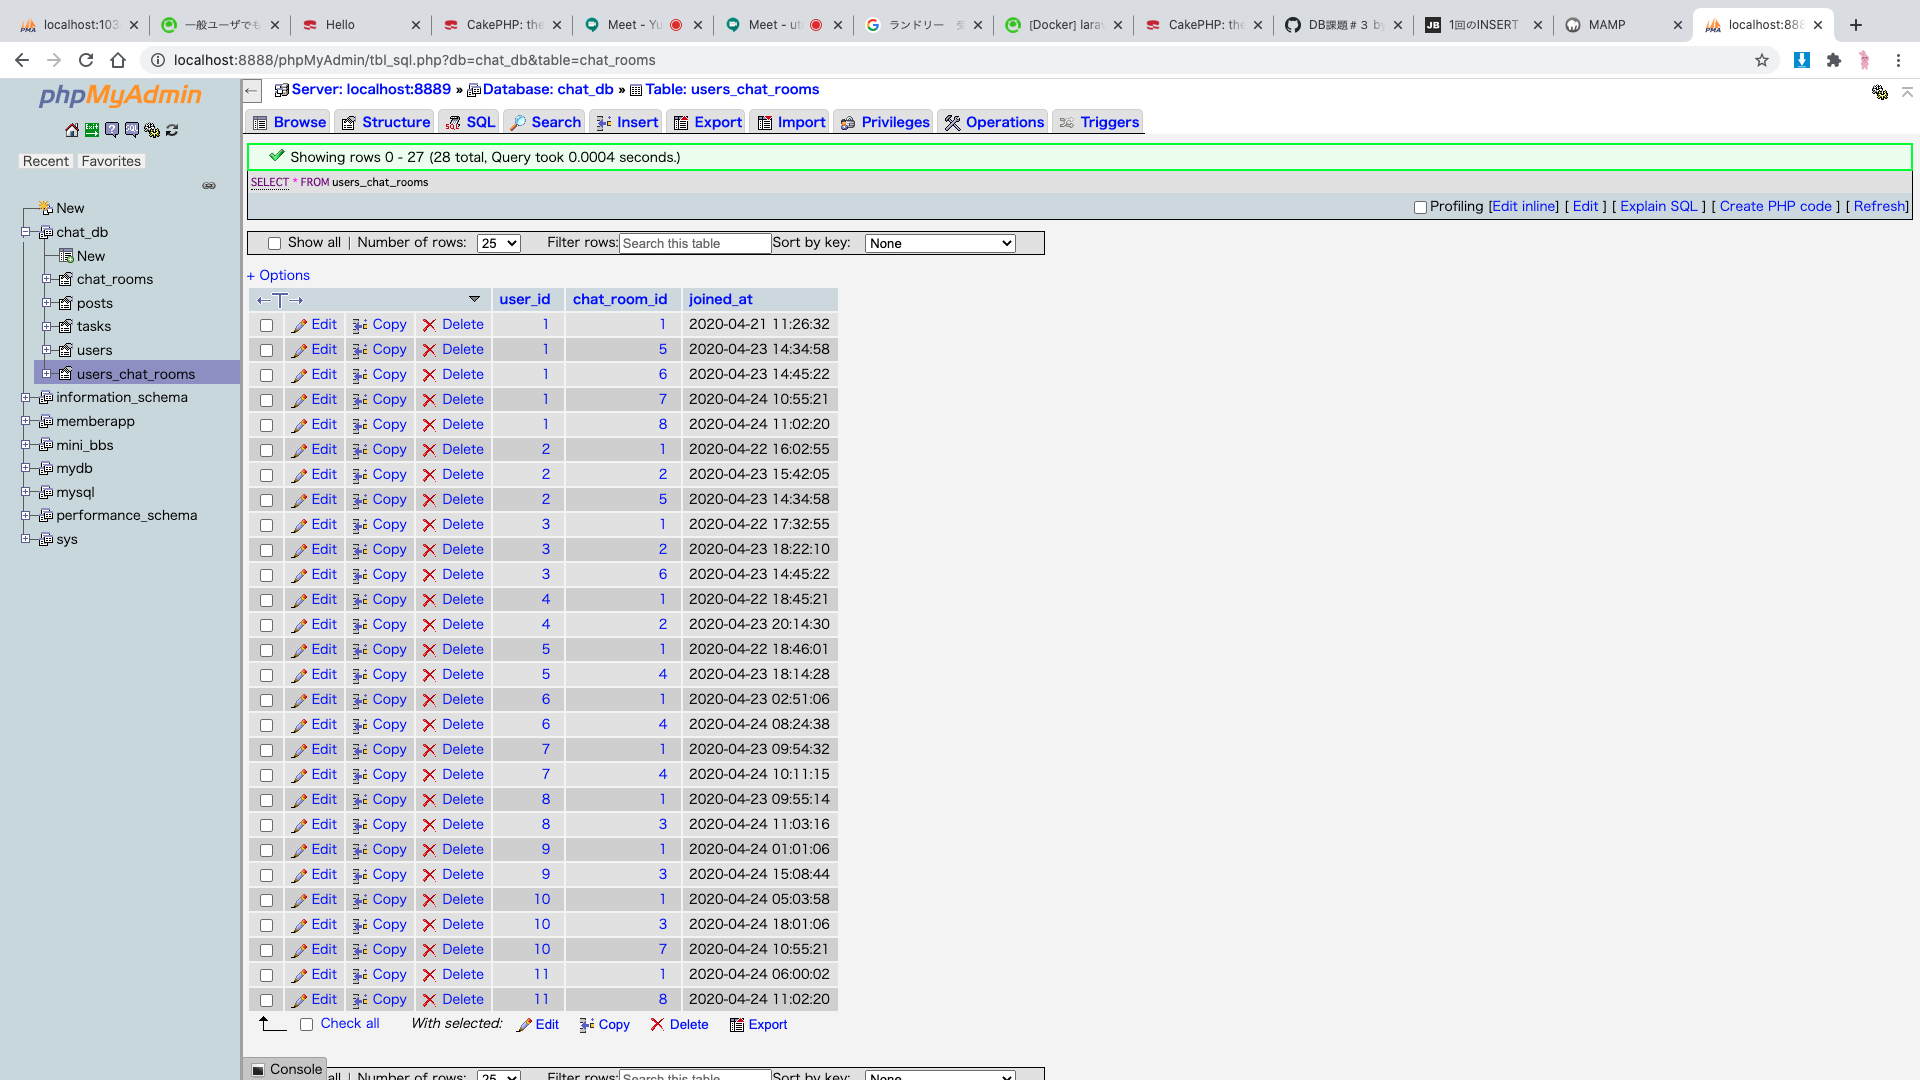 localhost:103
一般ユーザでも
Hello
CakePHP: the
Meet - Yu
Meet - ut
ランドリー　受
[Docker] larav
CakePHP: the
DB課題＃３ by
1回のINSERT
MAMP
localhost:888
localhost:8888/phpMyAdmin/tbl_sql.php?db=chat_db&table=chat_rooms
phpMyAdmin
Recent Favorites
New
chat_db
New
chat_rooms
posts
tasks
users
users_chat_rooms
information_schema
memberapp
mini_bbs
mydb
mysql
performance_schema
sys
Server: localhost:8889 » Database: chat_db » Table: users_chat_rooms
Browse Structure SQL Search Insert Export Import Privileges Operations Triggers
Showing rows 0 - 27 (28 total, Query took 0.0004 seconds.)
SELECT * FROM users_chat_rooms
Profiling [Edit inline] [ Edit ] [ Explain SQL ] [ Create PHP code ] [ Refresh]
Show all | Number of rows: 25 Filter rows: Search this table Sort by key: None
+ Options
←T→ user_id chat_room_id joined_at
Edit Copy Delete 1 1 2020-04-21 11:26:32
Edit Copy Delete 1 5 2020-04-23 14:34:58
Edit Copy Delete 1 6 2020-04-23 14:45:22
Edit Copy Delete 1 7 2020-04-24 10:55:21
Edit Copy Delete 1 8 2020-04-24 11:02:20
Edit Copy Delete 2 1 2020-04-22 16:02:55
Edit Copy Delete 2 2 2020-04-23 15:42:05
Edit Copy Delete 2 5 2020-04-23 14:34:58
Edit Copy Delete 3 1 2020-04-22 17:32:55
Edit Copy Delete 3 2 2020-04-23 18:22:10
Edit Copy Delete 3 6 2020-04-23 14:45:22
Edit Copy Delete 4 1 2020-04-22 18:45:21
Edit Copy Delete 4 2 2020-04-23 20:14:30
Edit Copy Delete 5 1 2020-04-22 18:46:01
Edit Copy Delete 5 4 2020-04-23 18:14:28
Edit Copy Delete 6 1 2020-04-23 02:51:06
Edit Copy Delete 6 4 2020-04-24 08:24:38
Edit Copy Delete 7 1 2020-04-23 09:54:32
Edit Copy Delete 7 4 2020-04-24 10:11:15
Edit Copy Delete 8 1 2020-04-23 09:55:14
Edit Copy Delete 8 3 2020-04-24 11:03:16
Edit Copy Delete 9 1 2020-04-24 01:01:06
Edit Copy Delete 9 3 2020-04-24 15:08:44
Edit Copy Delete 10 1 2020-04-24 05:03:58
Edit Copy Delete 10 3 2020-04-24 18:01:06
Edit Copy Delete 10 7 2020-04-24 10:55:21
Edit Copy Delete 11 1 2020-04-24 06:00:02
Edit Copy Delete 11 8 2020-04-24 11:02:20
Check all With selected: Edit Copy Delete Export
Console
all | Number of rows: 25 Filter rows: Search this table Sort by key: None